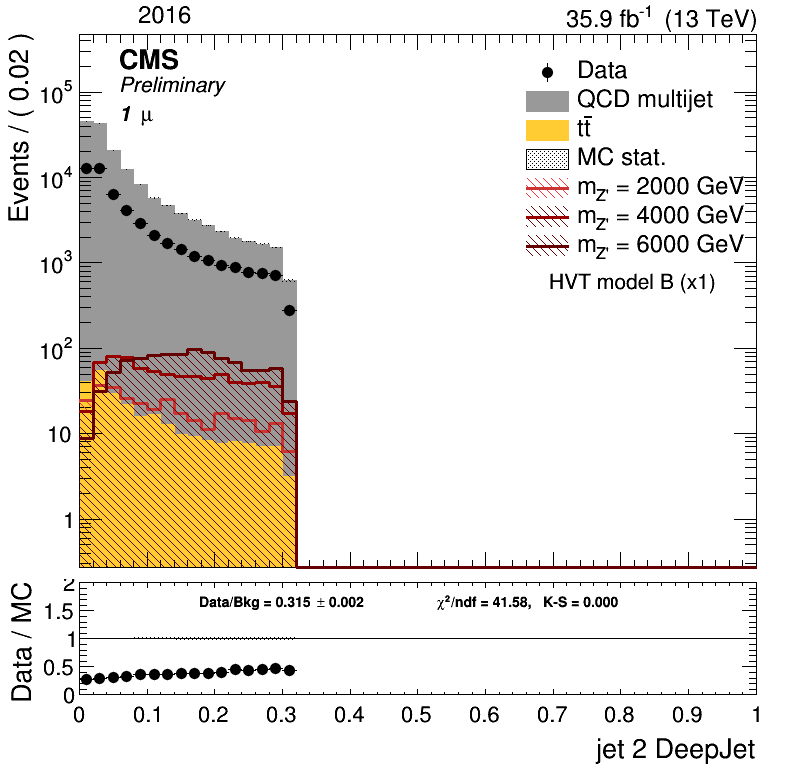 2016
35.9 fb⁻¹ (13 TeV)
Events / ( 0.02 )
CMS
Preliminary
1 μ
Data
QCD multijet
tt̄
MC stat.
m_Z' = 2000 GeV
m_Z' = 4000 GeV
m_Z' = 6000 GeV
HVT model B (x1)
10⁵
10⁴
10³
10²
10
1
Data / MC
2
1.5
1
0.5
0
Data/Bkg = 0.315 ± 0.002
χ²/ndf = 41.58, K-S = 0.000
0 0.1 0.2 0.3 0.4 0.5 0.6 0.7 0.8 0.9 1
jet 2 DeepJet